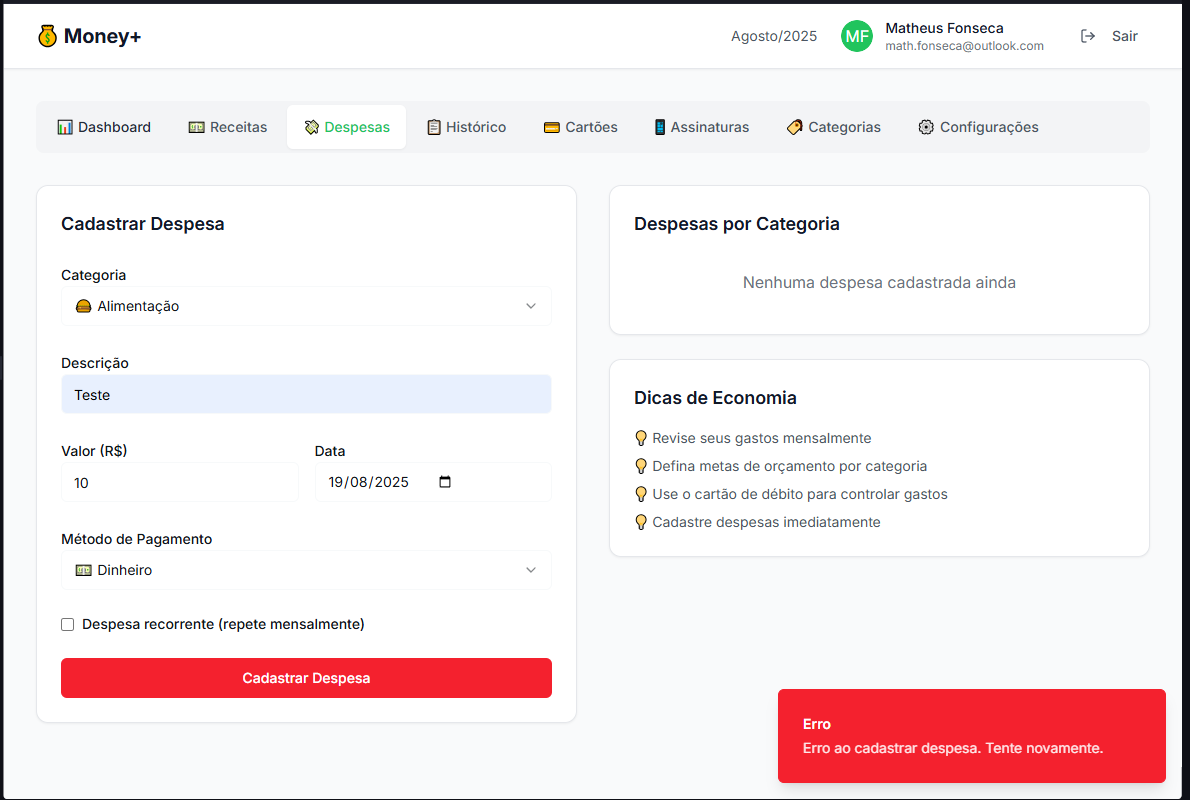 Money+
Agosto/2025
MF
Matheus Fonseca
math.fonseca@outlook.com
Sair
Dashboard
Receitas
Despesas
Histórico
Cartões
Assinaturas
Categorias
Configurações
Cadastrar Despesa
Categoria
Alimentação
Descrição
Teste
Valor (R$)
Data
10
19/08/2025
Método de Pagamento
Dinheiro
Despesa recorrente (repete mensalmente)
Cadastrar Despesa
Despesas por Categoria
Nenhuma despesa cadastrada ainda
Dicas de Economia
Revise seus gastos mensalmente
Defina metas de orçamento por categoria
Use o cartão de débito para controlar gastos
Cadastre despesas imediatamente
Erro
Erro ao cadastrar despesa. Tente novamente.